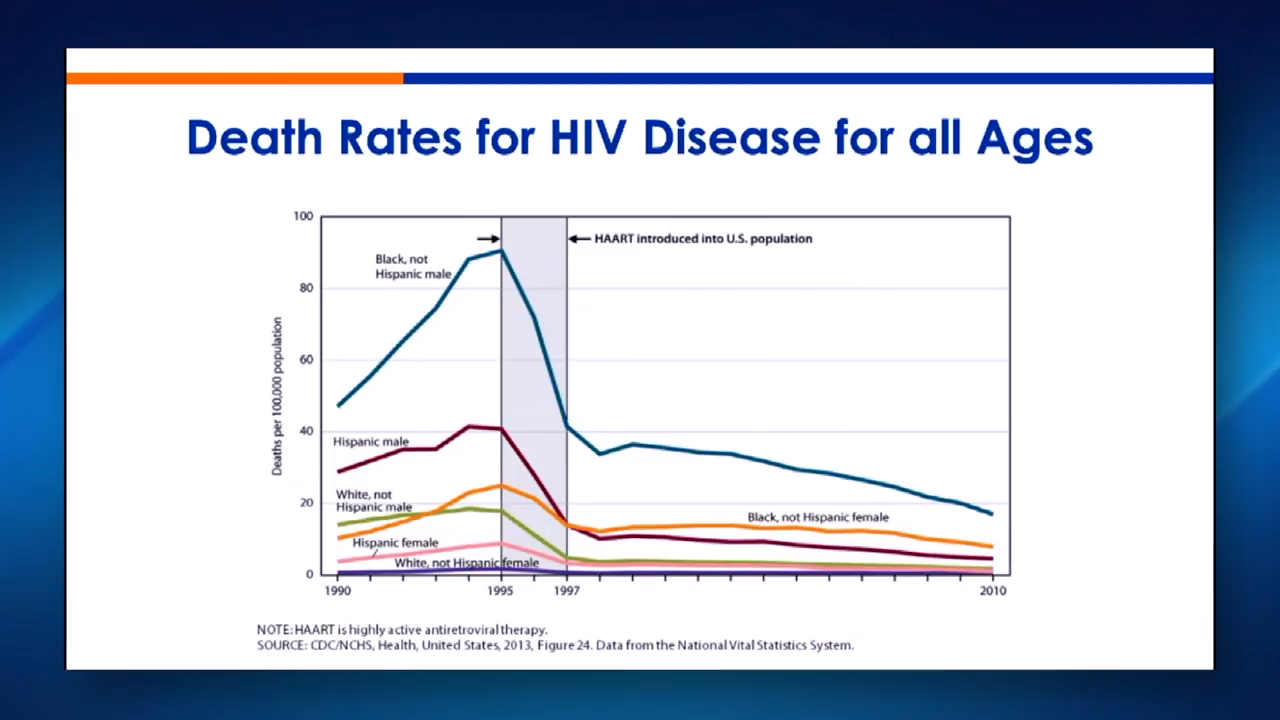 Death Rates for HIV Disease for all Ages
100
HAART introduced into U.S. population
Black, not
Hispanic male
80
Deaths per 100,000 population
60
40
Hispanic male
White, not
Hispanic male
20
Black, not Hispanic female
Hispanic female
White, not Hispanic female
0
1990
1995
1997
2010
NOTE: HAART is highly active antiretroviral therapy.
SOURCE: CDC/NCHS, Health, United States, 2013, Figure 24. Data from the National Vital Statistics System.